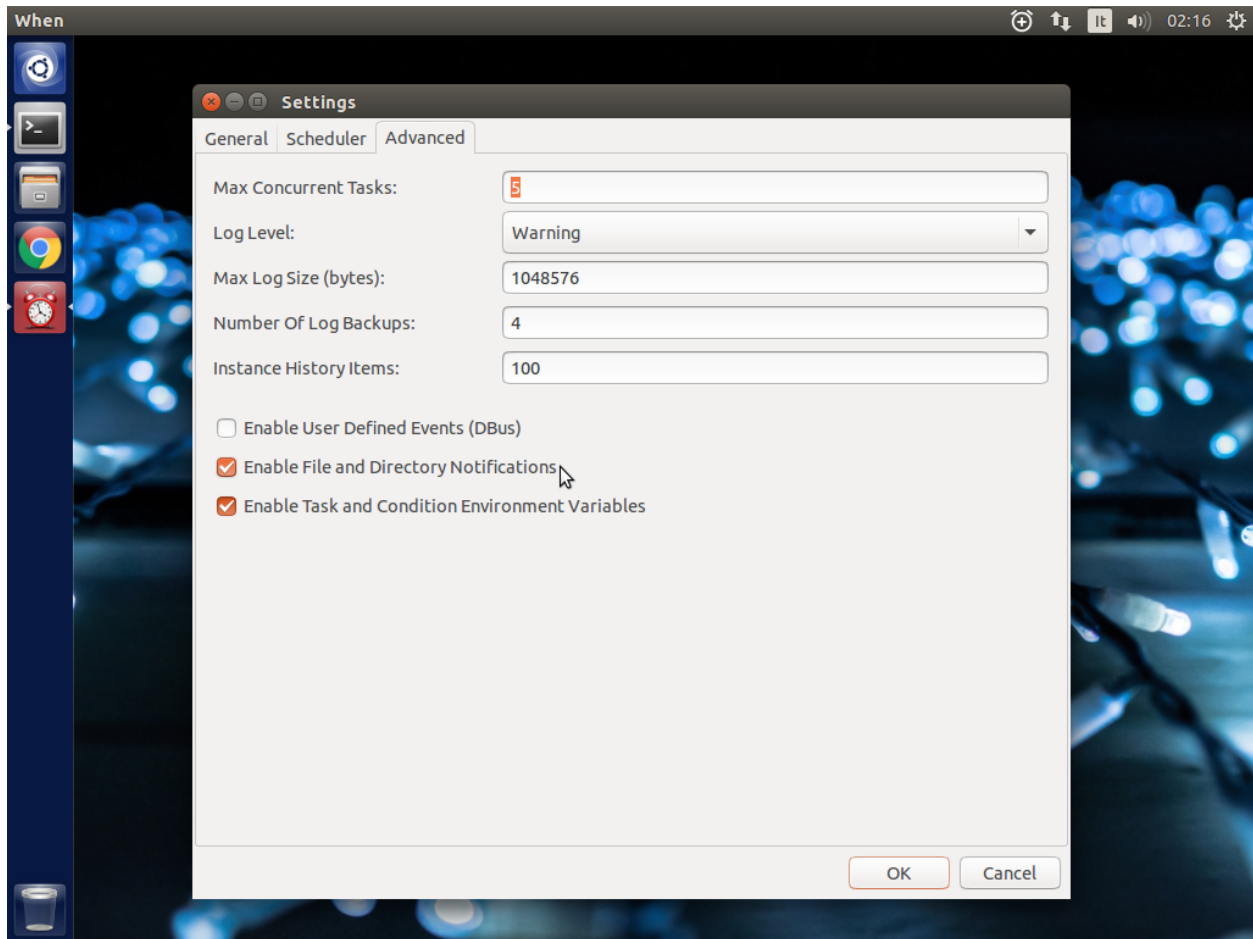 When
It
02:16
Settings
General Scheduler Advanced
Max Concurrent Tasks: 5
Log Level: Warning
Max Log Size (bytes): 1048576
Number Of Log Backups: 4
Instance History Items: 100
Enable User Defined Events (DBus)
Enable File and Directory Notifications
Enable Task and Condition Environment Variables
OK Cancel